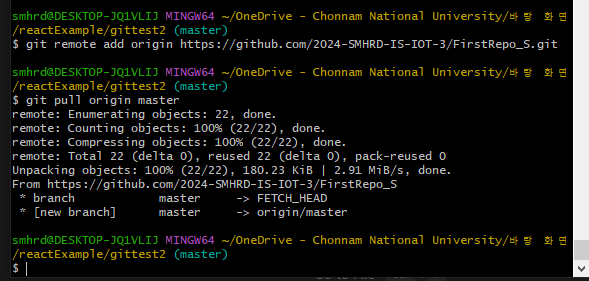 smhrd@DESKTOP-JQ1VLIJ MINGW64 ~/OneDrive - Chonnam National University/바탕 화면
/reactExample/gittest2 (master)
$ git remote add origin https://github.com/2024-SMHRD-IS-IOT-3/FirstRepo_S.git
smhrd@DESKTOP-JQ1VLIJ MINGW64 ~/OneDrive - Chonnam National University/바탕 화면
/reactExample/gittest2 (master)
$ git pull origin master
remote: Enumerating objects: 22, done.
remote: Counting objects: 100% (22/22), done.
remote: Compressing objects: 100% (22/22), done.
remote: Total 22 (delta 0), reused 22 (delta 0), pack-reused 0
Unpacking objects: 100% (22/22), 180.23 KiB | 2.91 MiB/s, done.
From https://github.com/2024-SMHRD-IS-IOT-3/FirstRepo_S
 * branch            master     -> FETCH_HEAD
 * [new branch]      master     -> origin/master
smhrd@DESKTOP-JQ1VLIJ MINGW64 ~/OneDrive - Chonnam National University/바탕 화면
/reactExample/gittest2 (master)
$